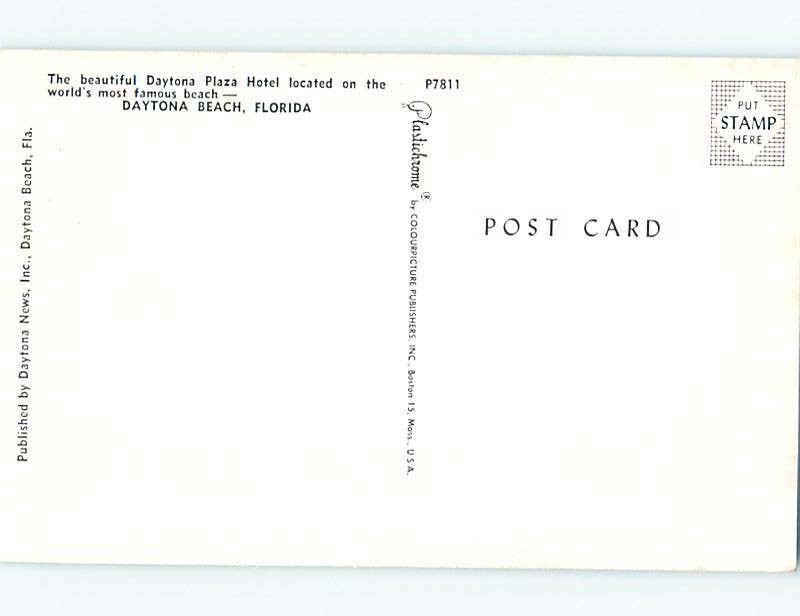 The beautiful Daytona Plaza Hotel located on the
world's most famous beach —
DAYTONA BEACH, FLORIDA
P7811
Published by Daytona News, Inc., Daytona Beach, Fla.
Plastichrome® by COLOURPICTURE PUBLISHERS, INC., Boston 15, Mass., U.S.A.
PUT
STAMP
HERE
POST CARD